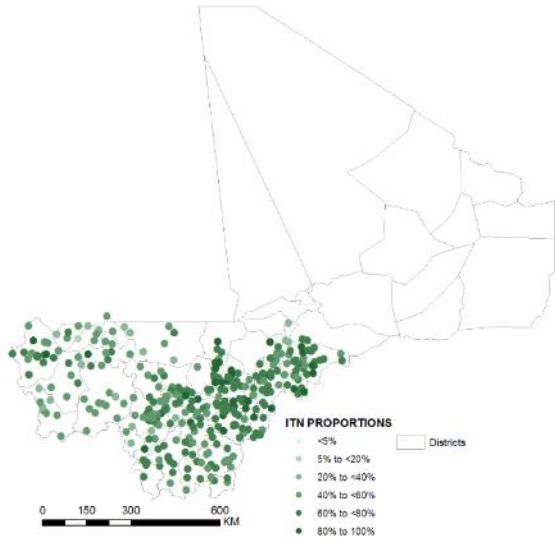 ITN PROPORTIONS
<5%
Districts
5% to <20%
20% to <40%
40% to <60%
60% to <80%
80% to 100%
0 150 300 600
KM